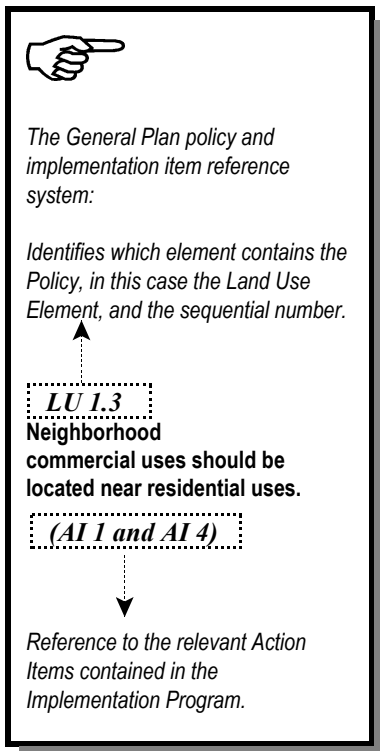 The General Plan policy and
implementation item reference
system:
Identifies which element contains the
Policy, in this case the Land Use
Element, and the sequential number.
LU 1.3
Neighborhood
commercial uses should be
located near residential uses.
(AI 1 and AI 4)
Reference to the relevant Action
Items contained in the
Implementation Program.